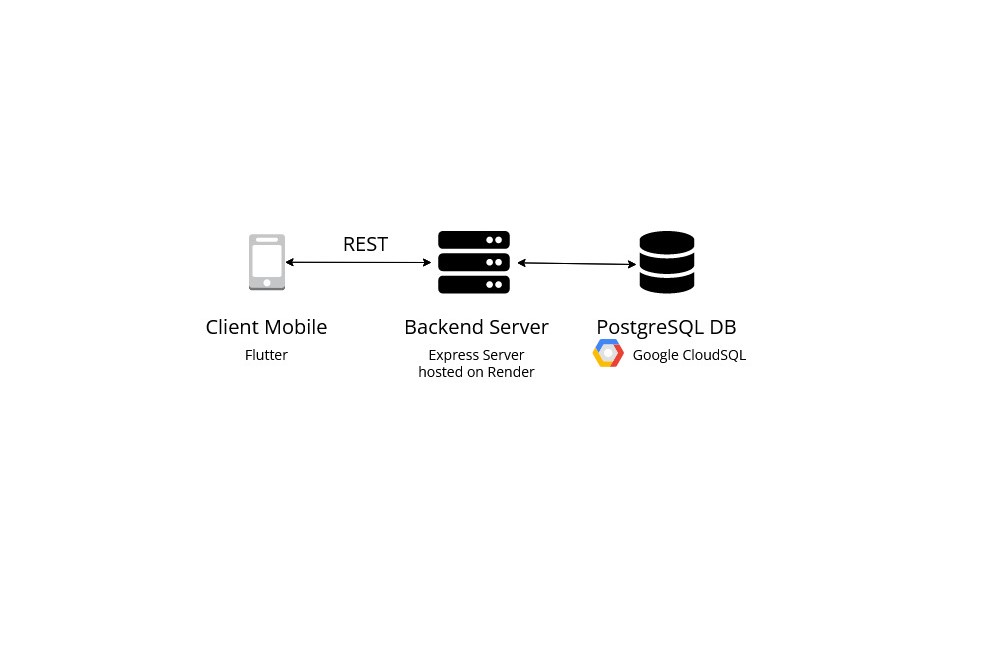 REST
Client Mobile
Flutter
Backend Server
Express Server
hosted on Render
PostgreSQL DB
Google CloudSQL